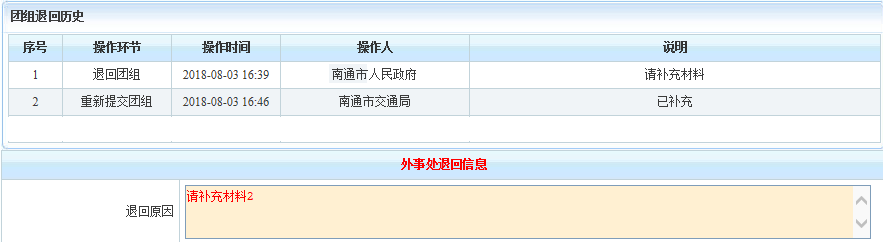 团组退回历史
序号 操作环节 操作时间 操作人 说明
1 退回团组 2018-08-03 16:39 南通市人民政府 请补充材料
2 重新提交团组 2018-08-03 16:46 南通市交通局 已补充
外事处退回信息
退回原因 请补充材料2